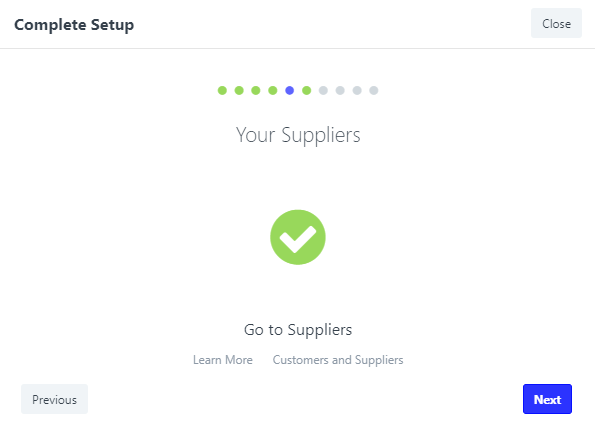 Complete Setup
Close
Your Suppliers
Go to Suppliers
Learn More Customers and Suppliers
Previous
Next